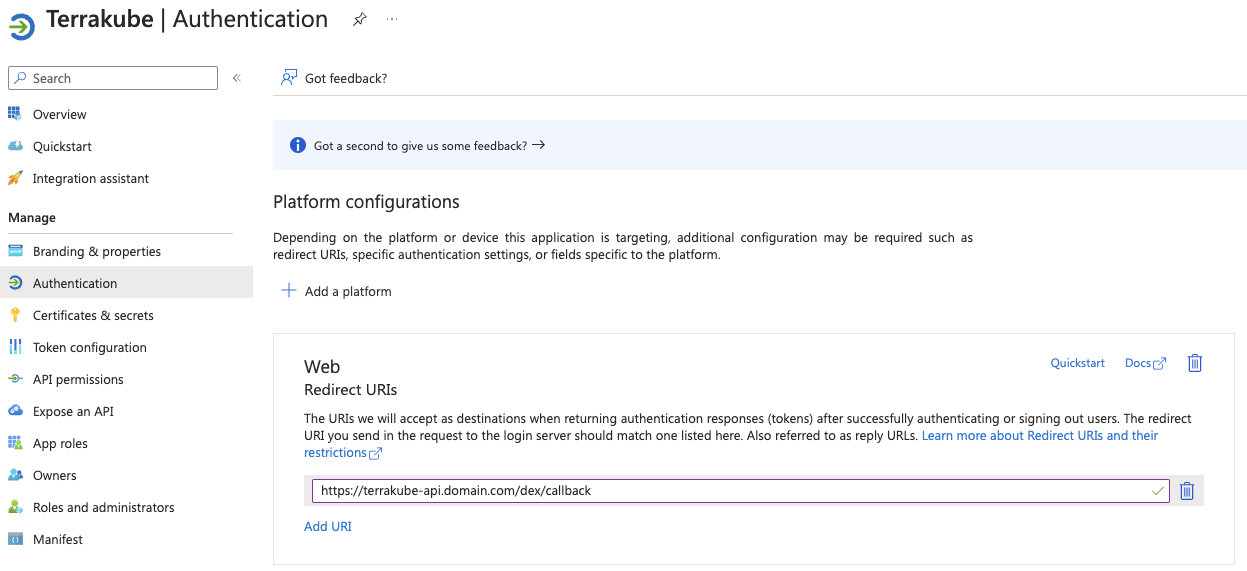 Terrakube | Authentication
Search
Overview
Quickstart
Integration assistant
Manage
Branding & properties
Authentication
Certificates & secrets
Token configuration
API permissions
Expose an API
App roles
Owners
Roles and administrators
Manifest
Got feedback?
Got a second to give us some feedback?
Platform configurations
Depending on the platform or device this application is targeting, additional configuration may be required such as
redirect URIs, specific authentication settings, or fields specific to the platform.
Add a platform
Web
Quickstart
Docs
Redirect URIs
The URIs we will accept as destinations when returning authentication responses (tokens) after successfully authenticating or signing out users. The redirect
URI you send in the request to the login server should match one listed here. Also referred to as reply URLs. Learn more about Redirect URIs and their
restrictions
https://terrakube-api.domain.com/dex/callback
Add URI